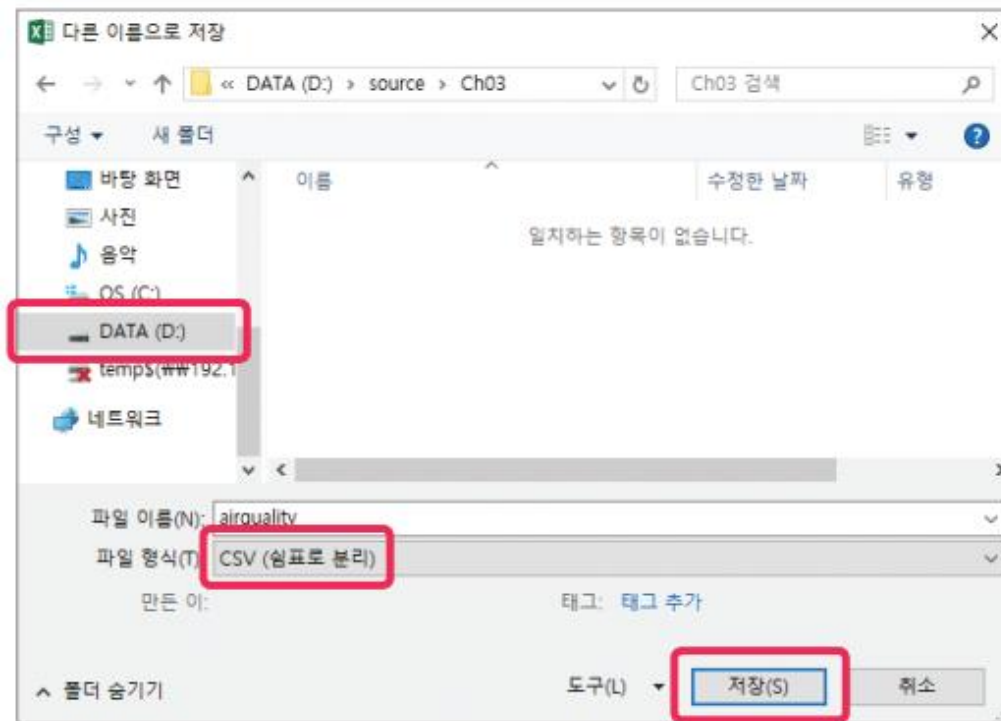 다른 이름으로 저장
« DATA (D:) › source › Ch03
Ch03 검색
구성
새 폴더
바탕 화면
사진
음악
OS (C:)
DATA (D:)
temp$(₩₩192.1
네트워크
이름
수정한 날짜
유형
일치하는 항목이 없습니다.
파일 이름(N): airquality
파일 형식(T) CSV (쉼표로 분리)
만든 이:
태그: 태그 추가
폴더 숨기기
도구(L)
저장(S)
취소